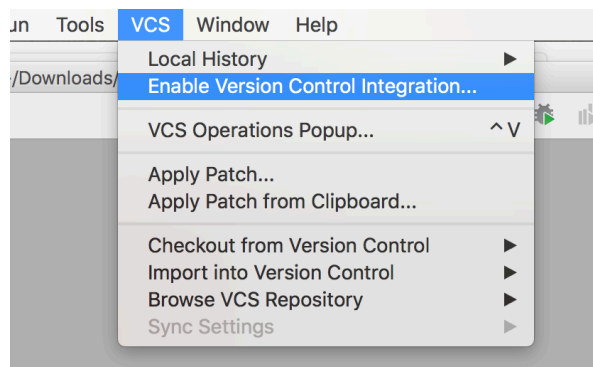 un Tools VCS Window Help
/Downloads/
Local History
Enable Version Control Integration...
VCS Operations Popup... ^V
Apply Patch...
Apply Patch from Clipboard...
Checkout from Version Control
Import into Version Control
Browse VCS Repository
Sync Settings